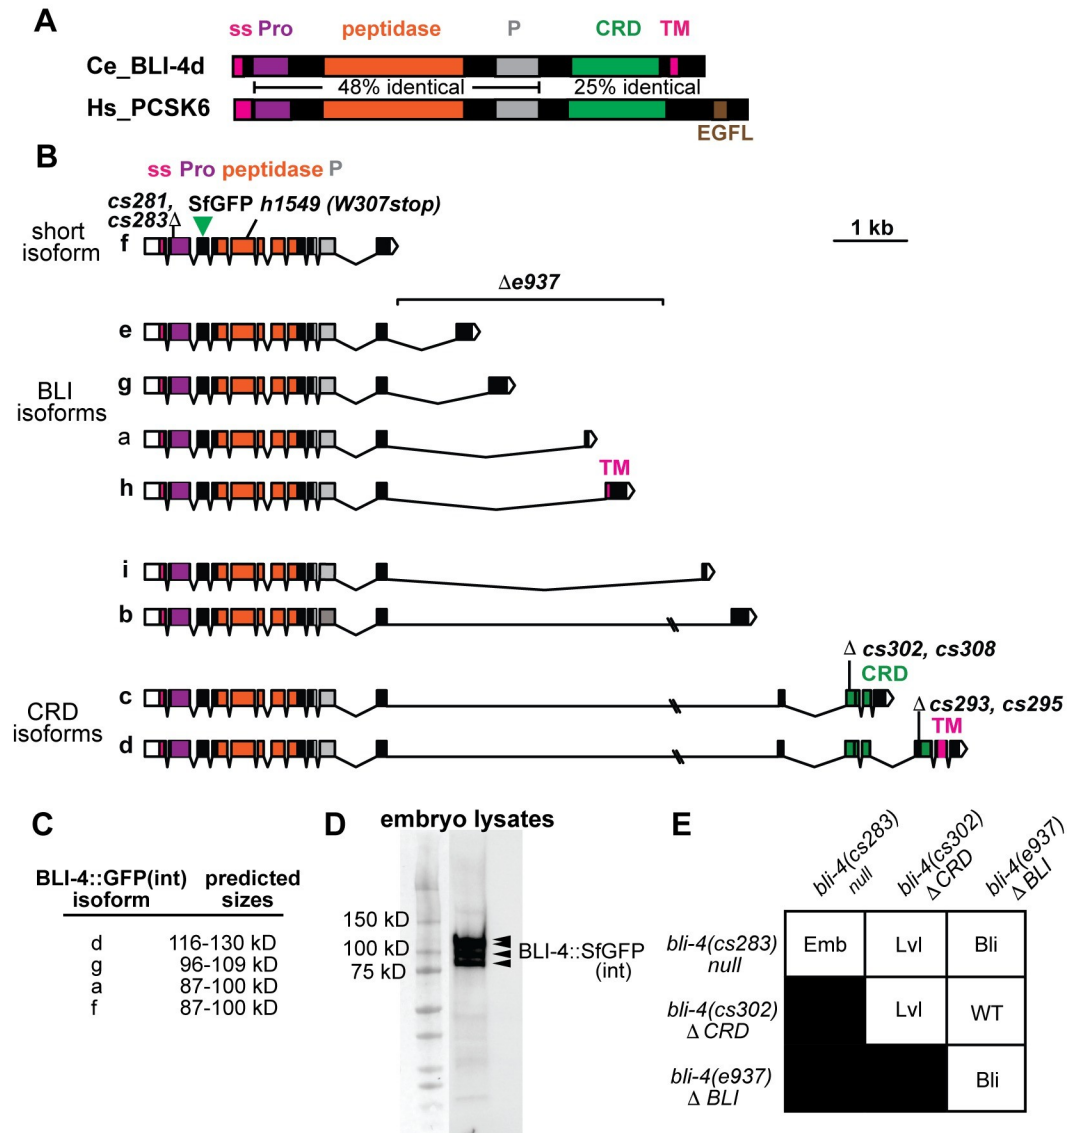 A
ss Pro peptidase P CRD TM
Ce_BLI-4d
48% identical 25% identical
Hs_PCSK6
EGFL
B
ss Pro peptidase P
cs281, SfGFP h1549 (W307stop)
cs283Δ
short isoform
f
1 kb
Δe937
e
BLI isoforms
g
a
TM
h
i
b
Δ cs302, cs308
CRD
c
CRD isoforms
Δ cs293, cs295
TM
d
C
BLI-4::GFP(int) isoform predicted sizes
d 116-130 kD
g 96-109 kD
a 87-100 kD
f 87-100 kD
D
embryo lysates
150 kD
100 kD
75 kD
BLI-4::SfGFP (int)
E
bli-4(cs283) null
bli-4(cs302) Δ CRD
bli-4(e937) Δ BLI
bli-4(cs283) null Emb Lvl Bli
bli-4(cs302) Δ CRD Lvl WT
bli-4(e937) Δ BLI Bli